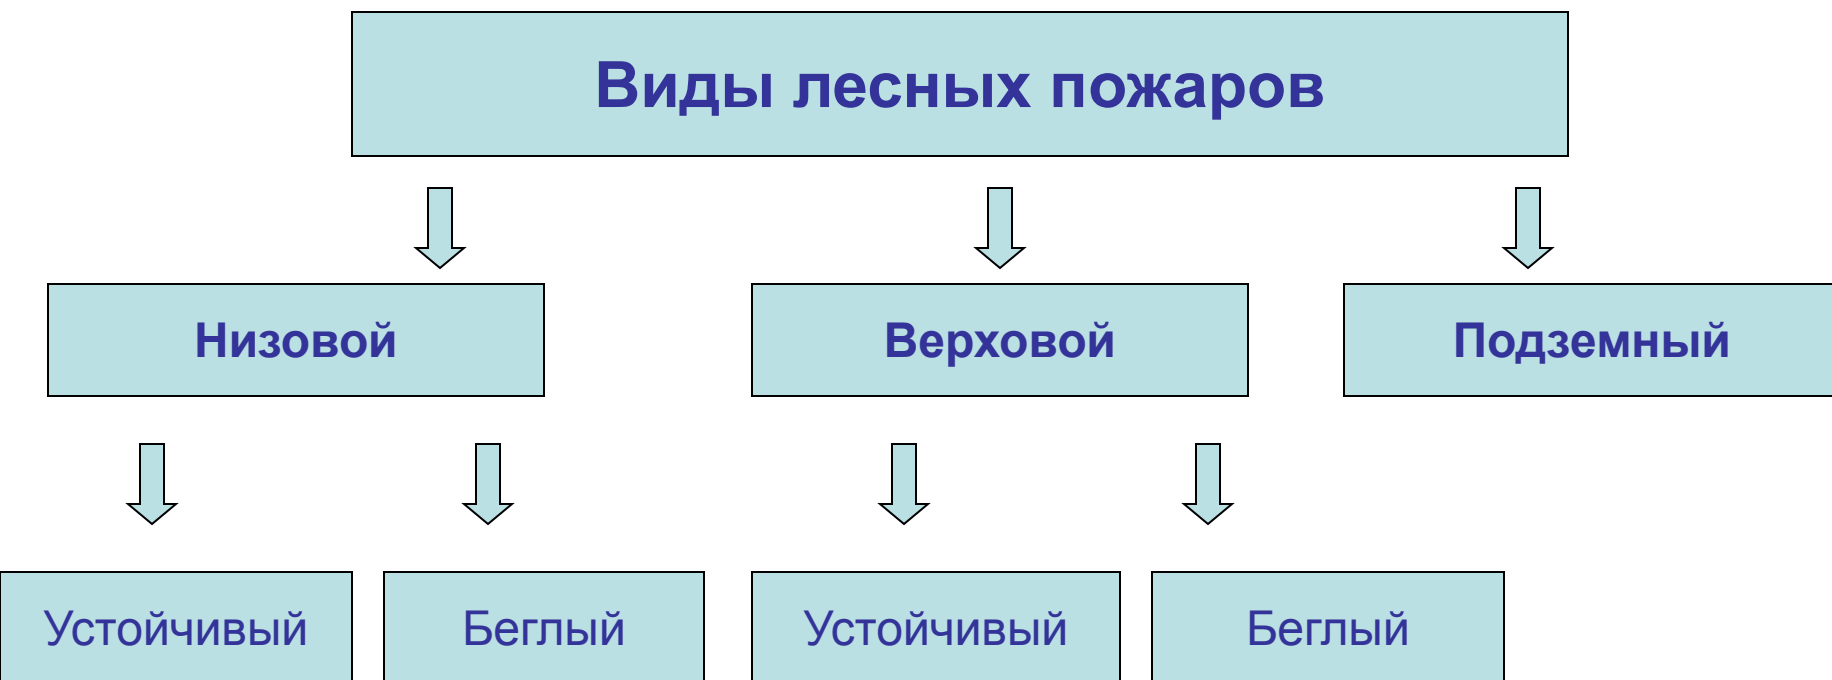 Виды лесных пожаров
Низовой
Верховой
Подземный
Устойчивый
Беглый
Устойчивый
Беглый